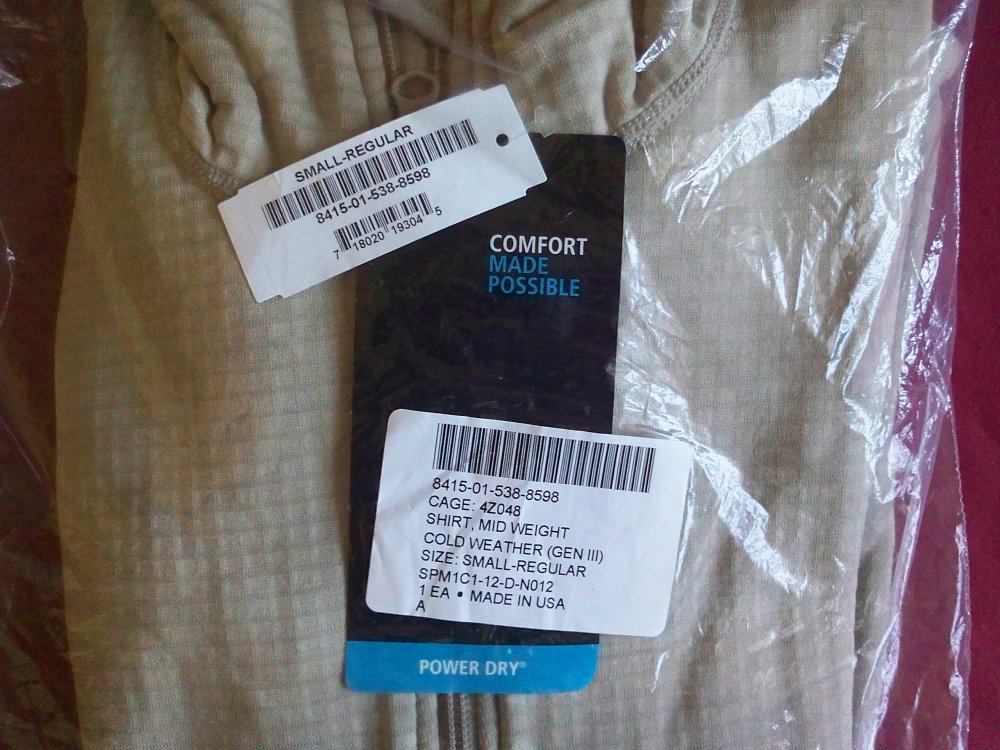 SMALL-REGULAR
8415-01-538-8598
7 18020 19304 5
COMFORT
MADE
POSSIBLE
8415-01-538-8598
CAGE: 4Z048
SHIRT, MID WEIGHT
COLD WEATHER (GEN III)
SIZE: SMALL-REGULAR
SPM1C1-12-D-N012
1 EA • MADE IN USA
A
POWER DRY®